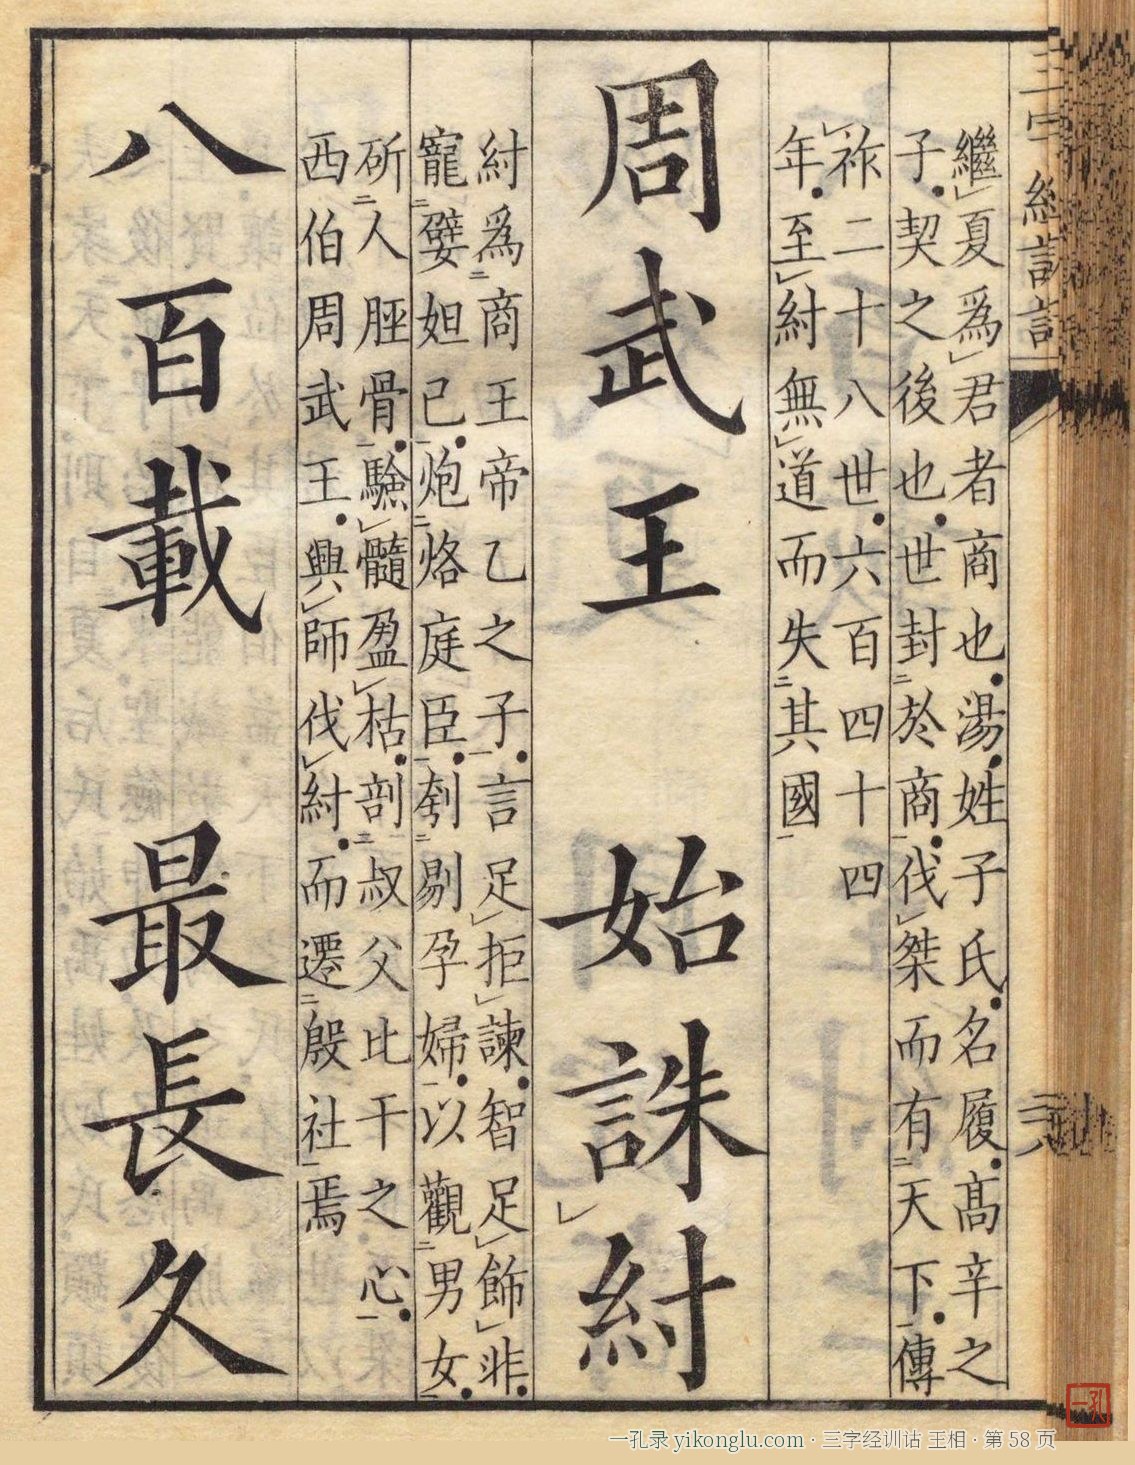 三字經訓詁
三八
繼夏爲君者商也湯姓子氏名履高辛之
子契之後也世封於商伐桀而有天下傳
祚二十八世六百四十四
年至紂無道而失其國
周武王 始誅紂
紂爲商王帝乙之子言足拒諫智足飾非
寵嬖妲己炮烙庭臣刳剔孕婦以觀男女
斫人脛骨驗髓盈枯剖叔父比干之心
西伯周武王興師伐紂而遷殷社焉
八百載 最長久
一孔
一孔录 yikonglu.com · 三字经训诂 王相 · 第 58 页